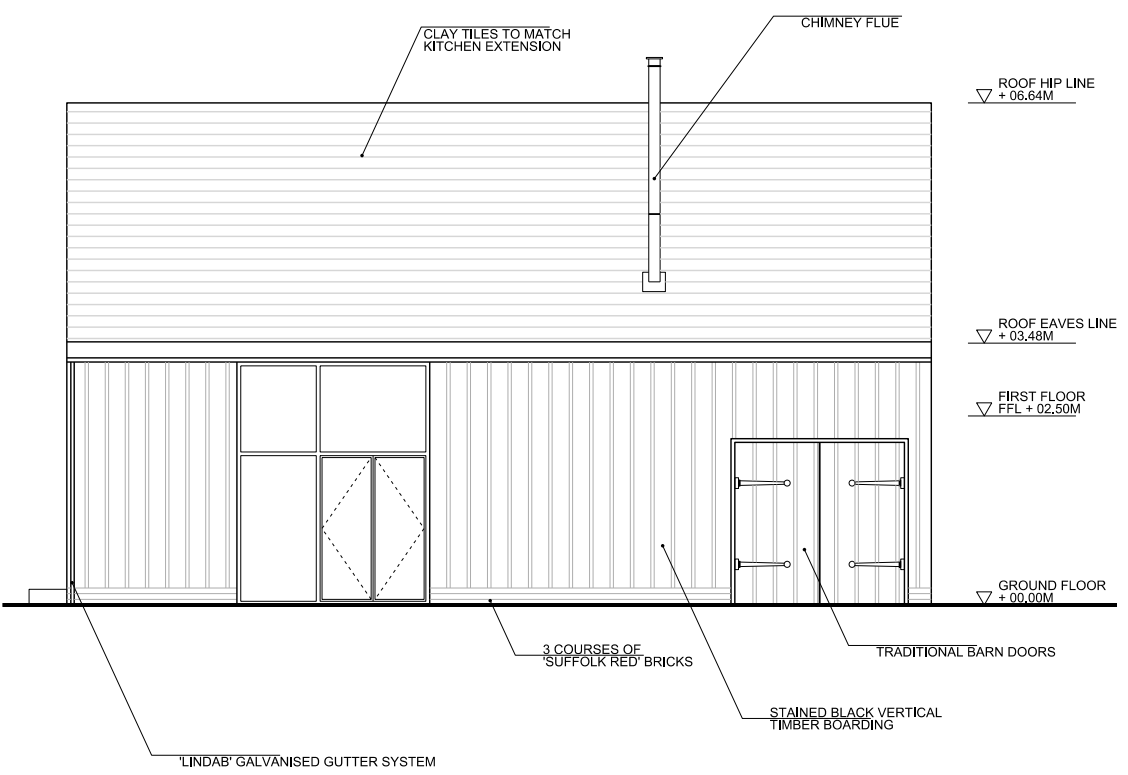 CLAY TILES TO MATCH
KITCHEN EXTENSION
CHIMNEY FLUE
ROOF HIP LINE
+ 06.64M
ROOF EAVES LINE
+ 03.48M
FIRST FLOOR
FFL + 02.50M
GROUND FLOOR
+ 00.00M
3 COURSES OF
'SUFFOLK RED' BRICKS
TRADITIONAL BARN DOORS
STAINED BLACK VERTICAL
TIMBER BOARDING
'LINDAB' GALVANISED GUTTER SYSTEM